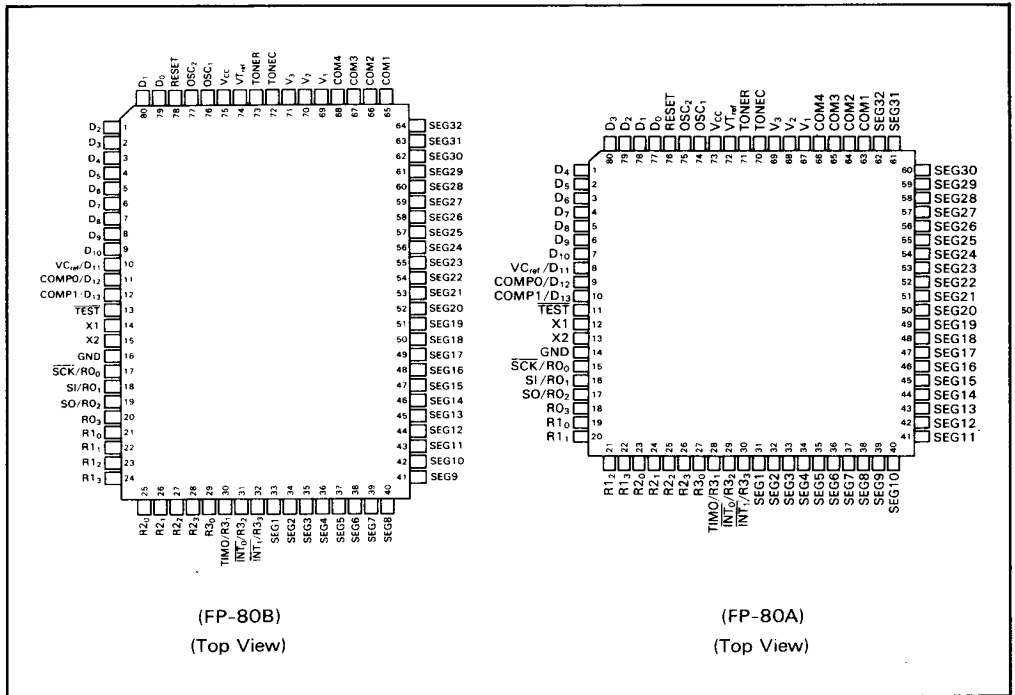 D₁ D₀ RESET OSC₂ OSC₁ V_CC VT_ref TONER TONEC V₃ V₂ V₁ COM4 COM3 COM2 COM1
80 79 78 77 76 75 74 73 72 71 70 69 68 67 66 65
D₂ 1 64 SEG32
D₃ 2 63 SEG31
D₄ 3 62 SEG30
D₅ 4 61 SEG29
D₆ 5 60 SEG28
D₇ 6 59 SEG27
D₈ 7 58 SEG26
D₉ 8 57 SEG25
D₁₀ 9 56 SEG24
VC_ref/D₁₁ 10 55 SEG23
COMP0/D₁₂ 11 54 SEG22
COMP1/D₁₃ 12 53 SEG21
TEST 13 52 SEG20
X1 14 51 SEG19
X2 15 50 SEG18
GND 16 49 SEG17
SCK/R0₀ 17 48 SEG16
SI/R0₁ 18 47 SEG15
SO/R0₂ 19 46 SEG14
R0₃ 20 45 SEG13
R1₀ 21 44 SEG12
R1₁ 22 43 SEG11
R1₂ 23 42 SEG10
R1₃ 24 41 SEG9
25 26 27 28 29 30 31 32 33 34 35 36 37 38 39 40
R2₀ R2₁ R2₂ R2₃ R3₀ TIMO/R3₁ INT₀/R3₂ INT₁/R3₃ SEG1 SEG2 SEG3 SEG4 SEG5 SEG6 SEG7 SEG8
(FP-80B)
(Top View)
D₃ D₂ D₁ D₀ RESET OSC₂ OSC₁ V_CC VT_ref TONER TONEC V₃ V₂ V₁ COM4 COM3 COM2 COM1 SEG32 SEG31
80 79 78 77 76 75 74 73 72 71 70 69 68 67 66 65 64 63 62 61
D₄ 1 60 SEG30
D₅ 2 59 SEG29
D₆ 3 58 SEG28
D₇ 4 57 SEG27
D₈ 5 56 SEG26
D₉ 6 55 SEG25
D₁₀ 7 54 SEG24
VC_ref/D₁₁ 8 53 SEG23
COMP0/D₁₂ 9 52 SEG22
COMP1/D₁₃ 10 51 SEG21
TEST 11 50 SEG20
X1 12 49 SEG19
X2 13 48 SEG18
GND 14 47 SEG17
SCK/R0₀ 15 46 SEG16
SI/R0₁ 16 45 SEG15
SO/R0₂ 17 44 SEG14
R0₃ 18 43 SEG13
R1₀ 19 42 SEG12
R1₁ 20 41 SEG11
21 22 23 24 25 26 27 28 29 30 31 32 33 34 35 36 37 38 39 40
R1₂ R1₃ R2₀ R2₁ R2₂ R2₃ R3₀ TIMO/R3₁ INT₀/R3₂ INT₁/R3₃ SEG1 SEG2 SEG3 SEG4 SEG5 SEG6 SEG7 SEG8 SEG9 SEG10
(FP-80A)
(Top View)